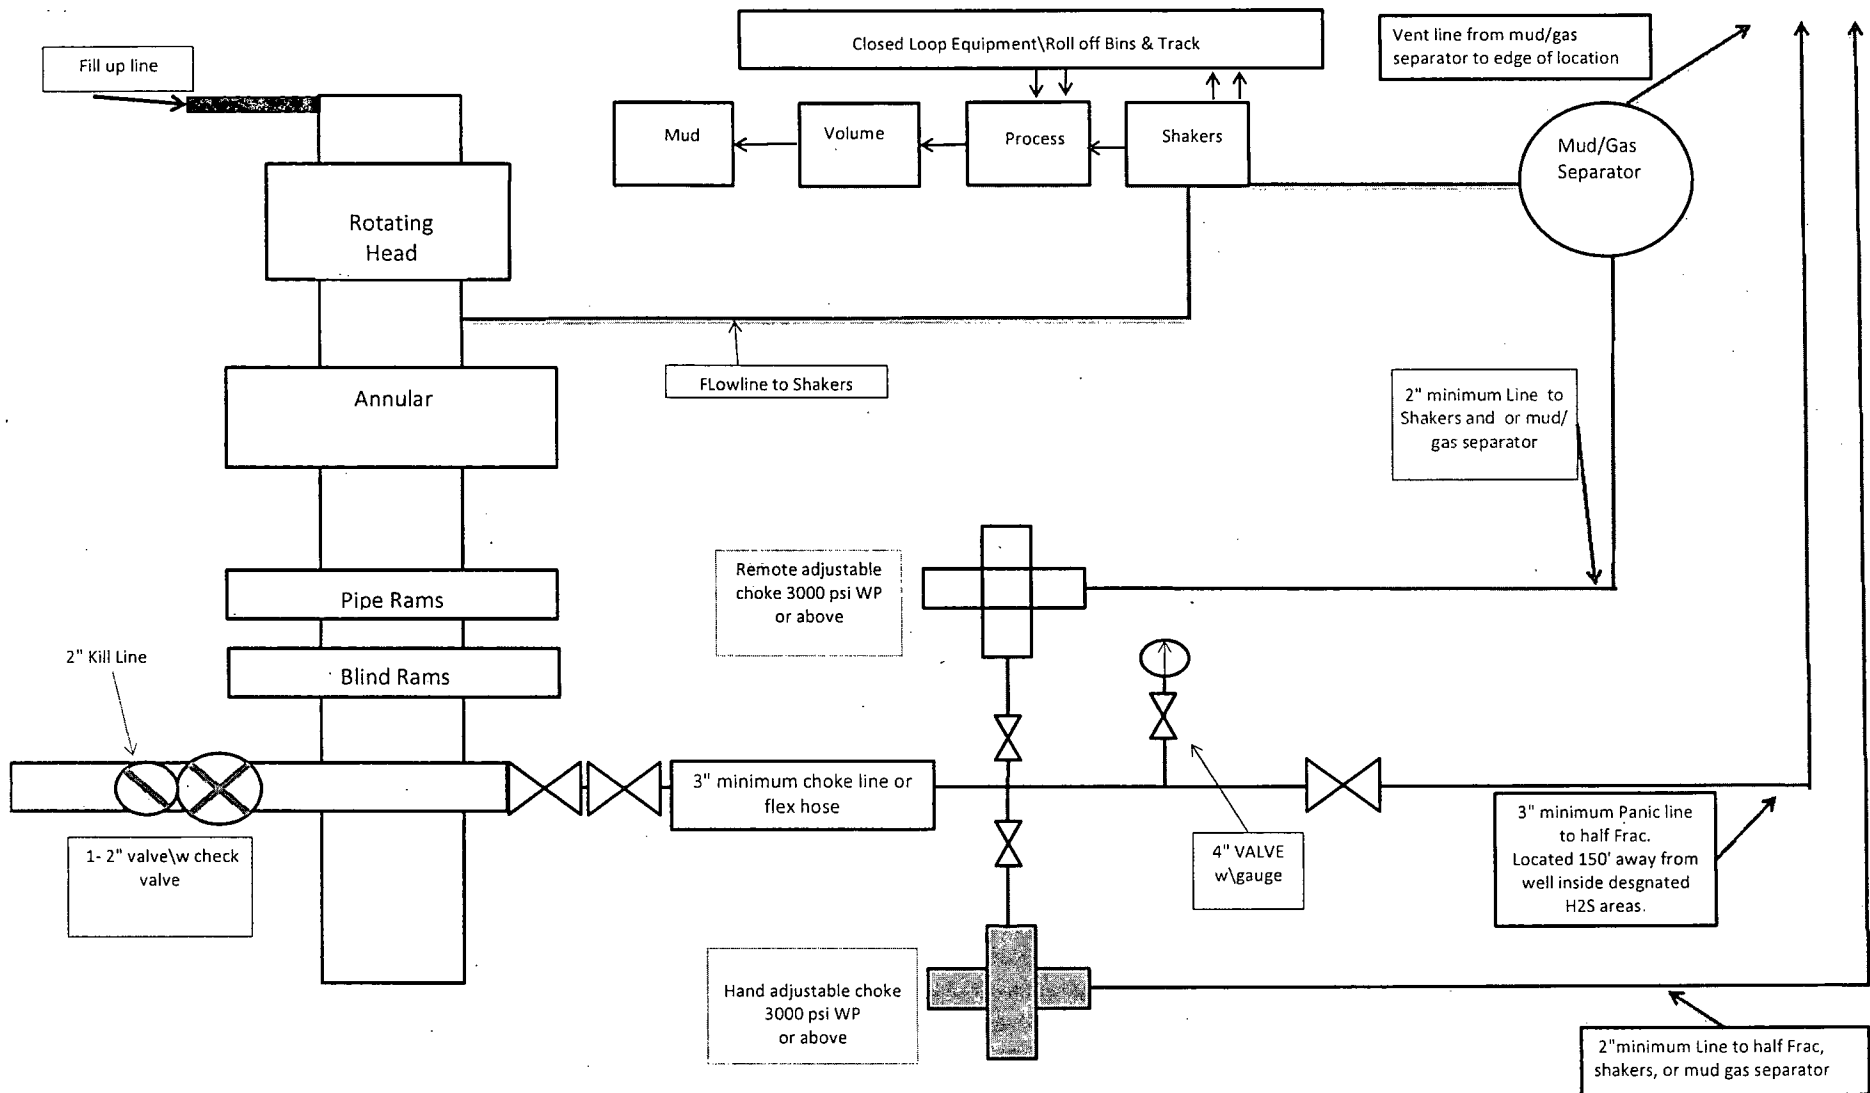 Closed Loop Equipment\Roll off Bins & Track
Vent line from mud/gas
separator to edge of location
Fill up line
Mud
Volume
Process
Shakers
Mud/Gas
Separator
Rotating
Head
FLowline to Shakers
Annular
2" minimum Line to
Shakers and or mud/
gas separator
Remote adjustable
choke 3000 psi WP
or above
Pipe Rams
2" Kill Line
Blind Rams
3" minimum choke line or
flex hose
1- 2" valve\w check
valve
4" VALVE
w\gauge
3" minimum Panic line
to half Frac.
Located 150' away from
well inside desgnated
H2S areas.
Hand adjustable choke
3000 psi WP
or above
2"minimum Line to half Frac,
shakers, or mud gas separator